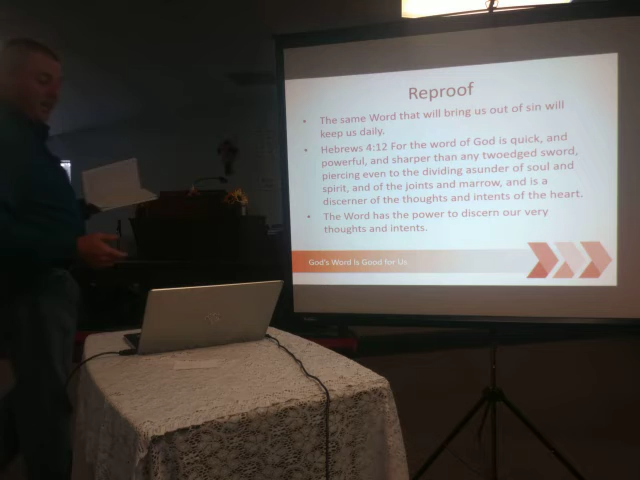 Reproof
• The same Word that will bring us out of sin will
keep us daily.
• Hebrews 4:12 For the word of God is quick, and
powerful, and sharper than any twoedged sword,
piercing even to the dividing asunder of soul and
spirit, and of the joints and marrow, and is a
discerner of the thoughts and intents of the heart.
• The Word has the power to discern our very
thoughts and intents.
God's Word Is Good for Us